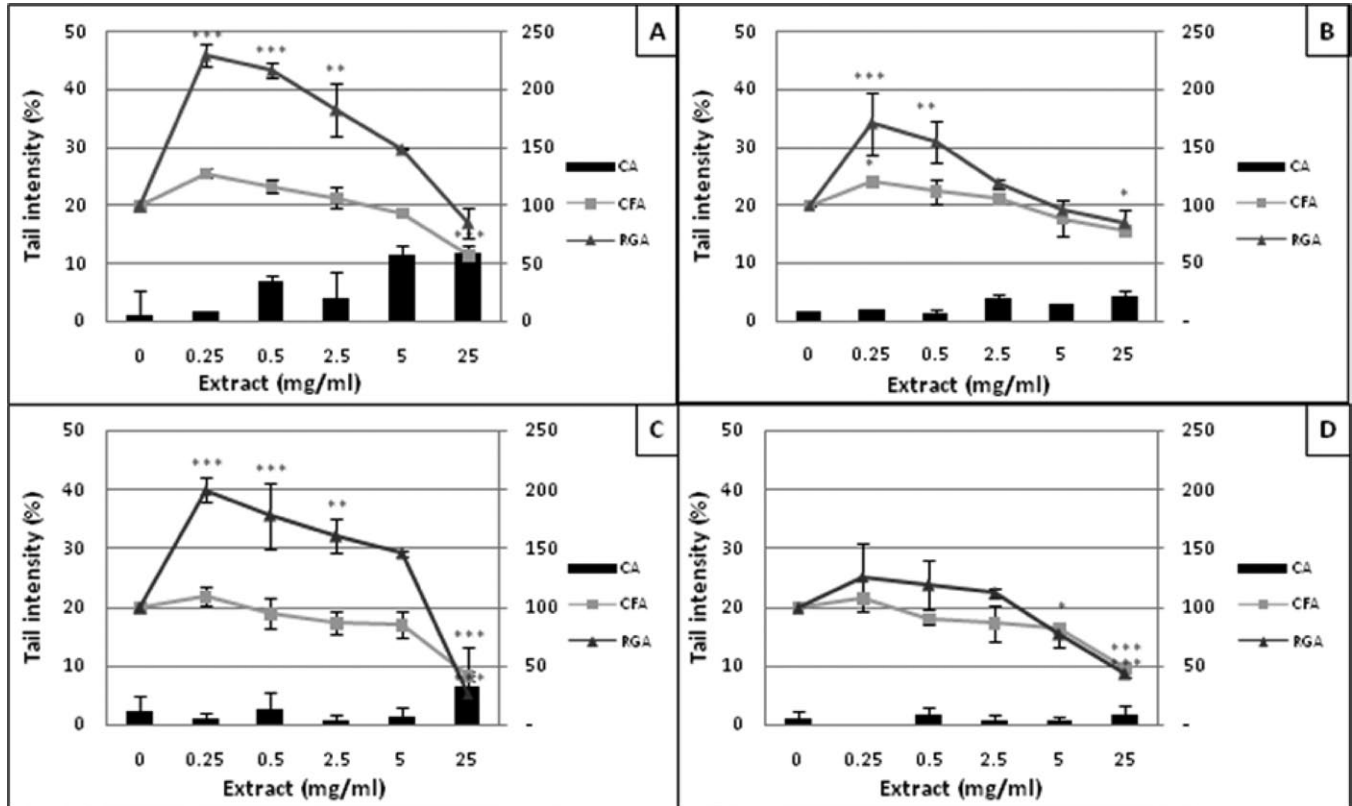 A
Tail intensity (%)
50
40
30
20
10
0
250
200
150
100
50
0
*** *** ** ***
CA
CFA
RGA
0 0.25 0.5 2.5 5 25
Extract (mg/ml)
B
Tail intensity (%)
50
40
30
20
10
0
250
200
150
100
50
-
*** ** * *
CA
CFA
RGA
0 0.25 0.5 2.5 5 25
Extract (mg/ml)
C
Tail intensity (%)
50
40
30
20
10
0
250
200
150
100
50
-
*** *** ** *** ***
CA
CFA
RGA
0 0.25 0.5 2.5 5 25
Extract (mg/ml)
D
Tail intensity (%)
50
40
30
20
10
0
250
200
150
100
50
-
* *** ***
CA
CFA
RGA
0 0.25 0.5 2.5 5 25
Extract (mg/ml)